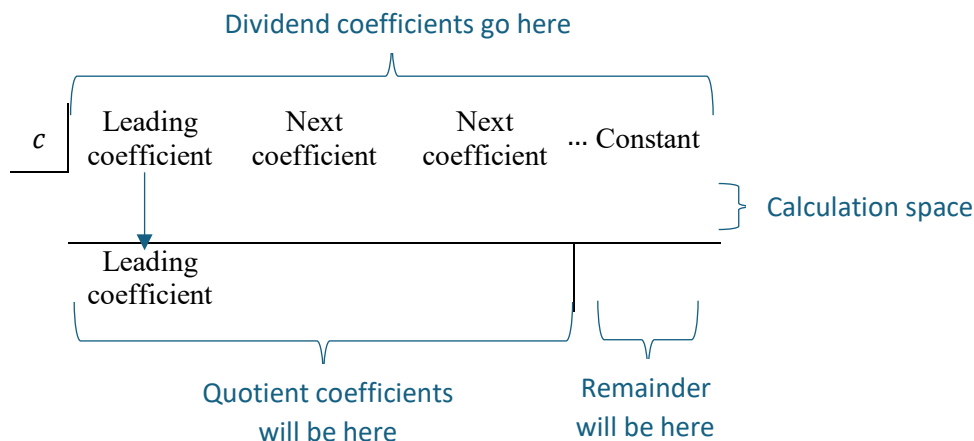 Dividend coefficients go here
c Leading Next Next ... Constant
coefficient coefficient coefficient
Calculation space
Leading
coefficient
Quotient coefficients Remainder
will be here will be here